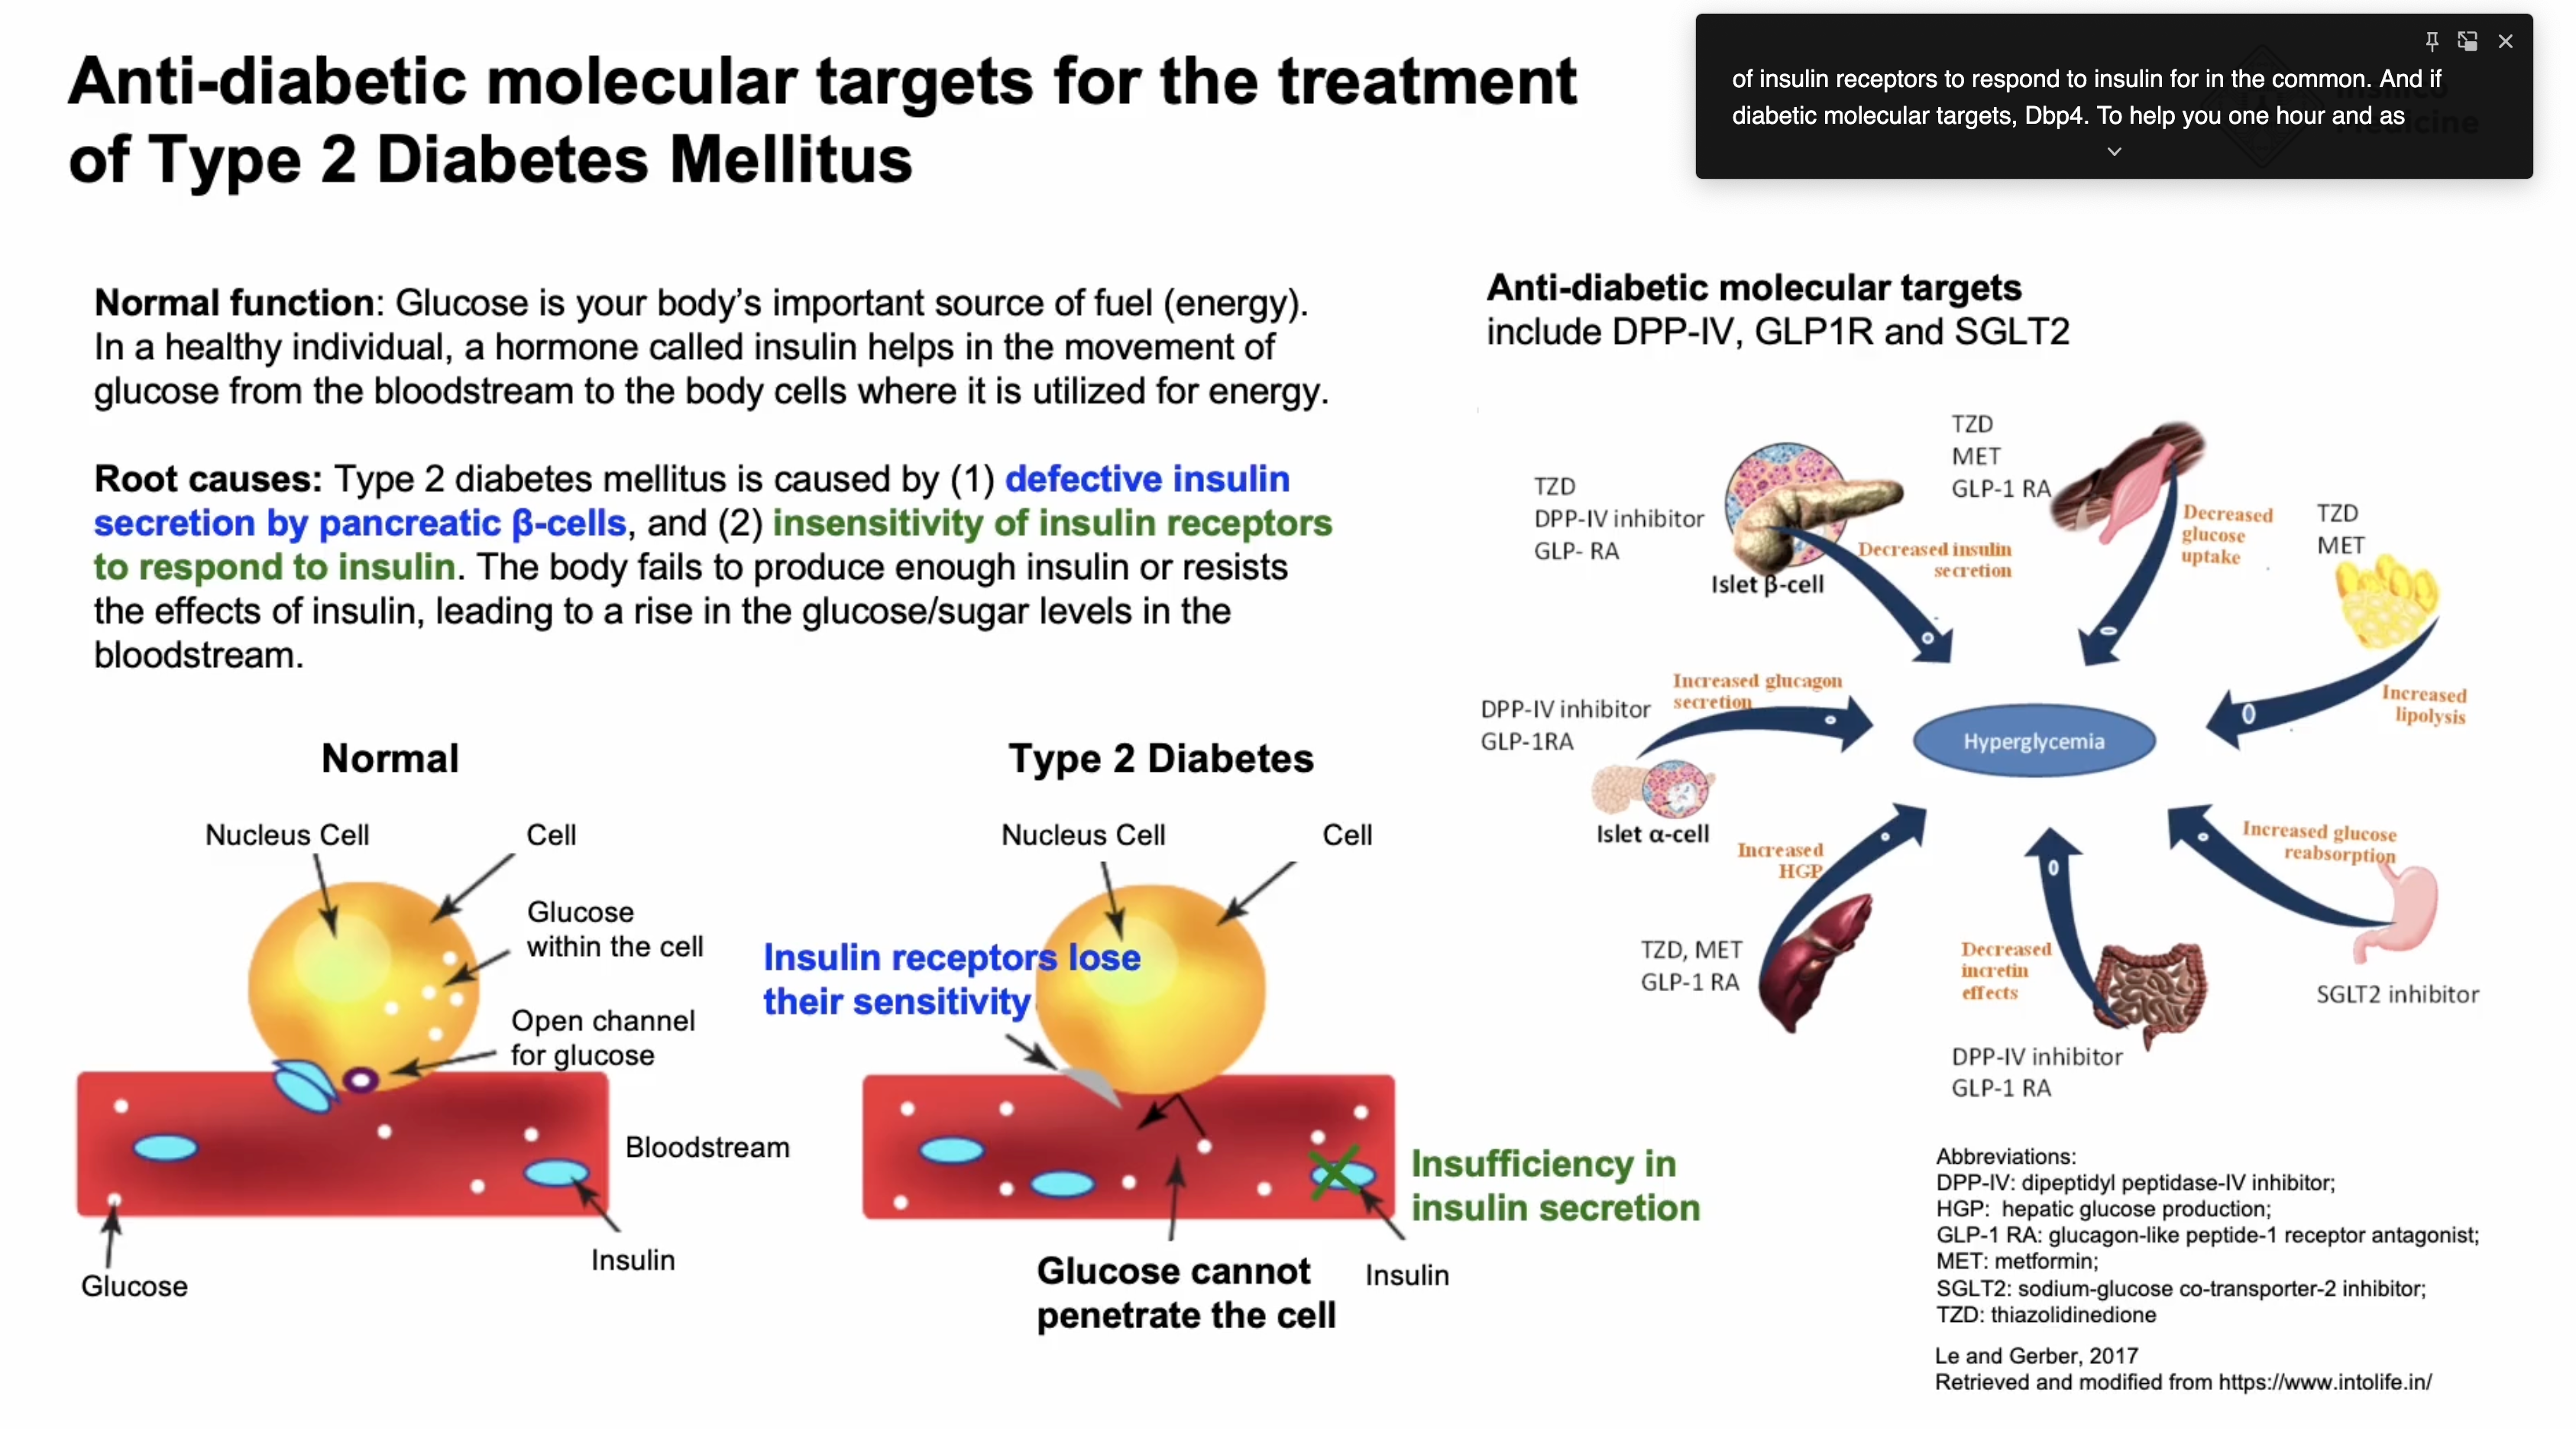 Anti-diabetic molecular targets for the treatment
of Type 2 Diabetes Mellitus
of insulin receptors to respond to insulin for in the common. And if
diabetic molecular targets, Dbp4. To help you one hour and as
Normal function: Glucose is your body's important source of fuel (energy).
In a healthy individual, a hormone called insulin helps in the movement of
glucose from the bloodstream to the body cells where it is utilized for energy.
Root causes: Type 2 diabetes mellitus is caused by (1) defective insulin
secretion by pancreatic β-cells, and (2) insensitivity of insulin receptors
to respond to insulin. The body fails to produce enough insulin or resists
the effects of insulin, leading to a rise in the glucose/sugar levels in the
bloodstream.
Normal
Nucleus Cell
Cell
Glucose
within the cell
Open channel
for glucose
Bloodstream
Insulin
Glucose
Type 2 Diabetes
Nucleus Cell
Cell
Insulin receptors lose
their sensitivity
Insufficiency in
insulin secretion
Glucose cannot
penetrate the cell
Insulin
Anti-diabetic molecular targets
include DPP-IV, GLP1R and SGLT2
TZD
DPP-IV inhibitor
GLP- RA
Islet β-cell
Decreased insulin
secretion
TZD
MET
GLP-1 RA
Decreased
glucose
uptake
TZD
MET
Increased
lipolysis
DPP-IV inhibitor
GLP-1RA
Increased glucagon
secretion
Islet α-cell
Hyperglycemia
Increased
HGP
TZD, MET
GLP-1 RA
Decreased
incretin
effects
DPP-IV inhibitor
GLP-1 RA
Increased glucose
reabsorption
SGLT2 inhibitor
Abbreviations:
DPP-IV: dipeptidyl peptidase-IV inhibitor;
HGP: hepatic glucose production;
GLP-1 RA: glucagon-like peptide-1 receptor antagonist;
MET: metformin;
SGLT2: sodium-glucose co-transporter-2 inhibitor;
TZD: thiazolidinedione
Le and Gerber, 2017
Retrieved and modified from https://www.intolife.in/